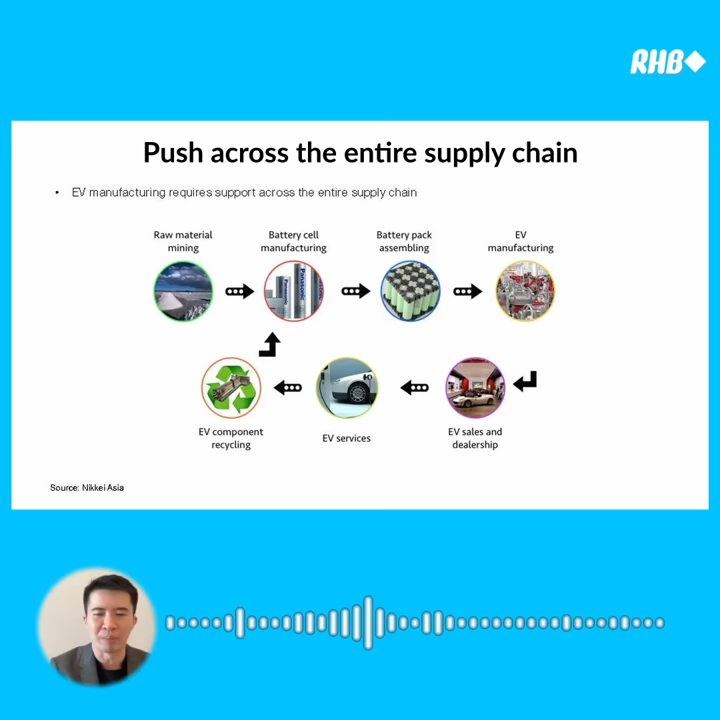 RHB
Push across the entire supply chain
• EV manufacturing requires support across the entire supply chain
Raw material
mining
Battery cell
manufacturing
Battery pack
assembling
EV
manufacturing
Panasonic
Panasonic
EV component
recycling
EV services
EV sales and
dealership
Source: Nikkei Asia